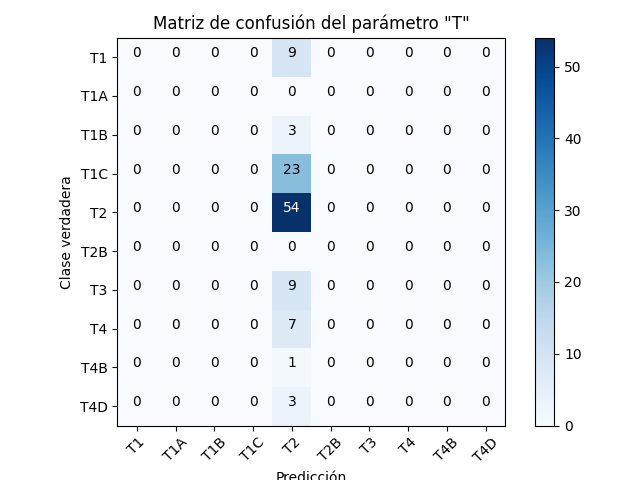 Matriz de confusión del parámetro "T"
T1 0 0 0 0 9 0 0 0 0 0
T1A 0 0 0 0 0 0 0 0 0 0
T1B 0 0 0 0 3 0 0 0 0 0
T1C 0 0 0 0 23 0 0 0 0 0
T2 0 0 0 0 54 0 0 0 0 0
T2B 0 0 0 0 0 0 0 0 0 0
T3 0 0 0 0 9 0 0 0 0 0
T4 0 0 0 0 7 0 0 0 0 0
T4B 0 0 0 0 1 0 0 0 0 0
T4D 0 0 0 0 3 0 0 0 0 0
T1 T1A T1B T1C T2 T2B T3 T4 T4B T4D
Predicción
Clase verdadera
50
40
30
20
10
0